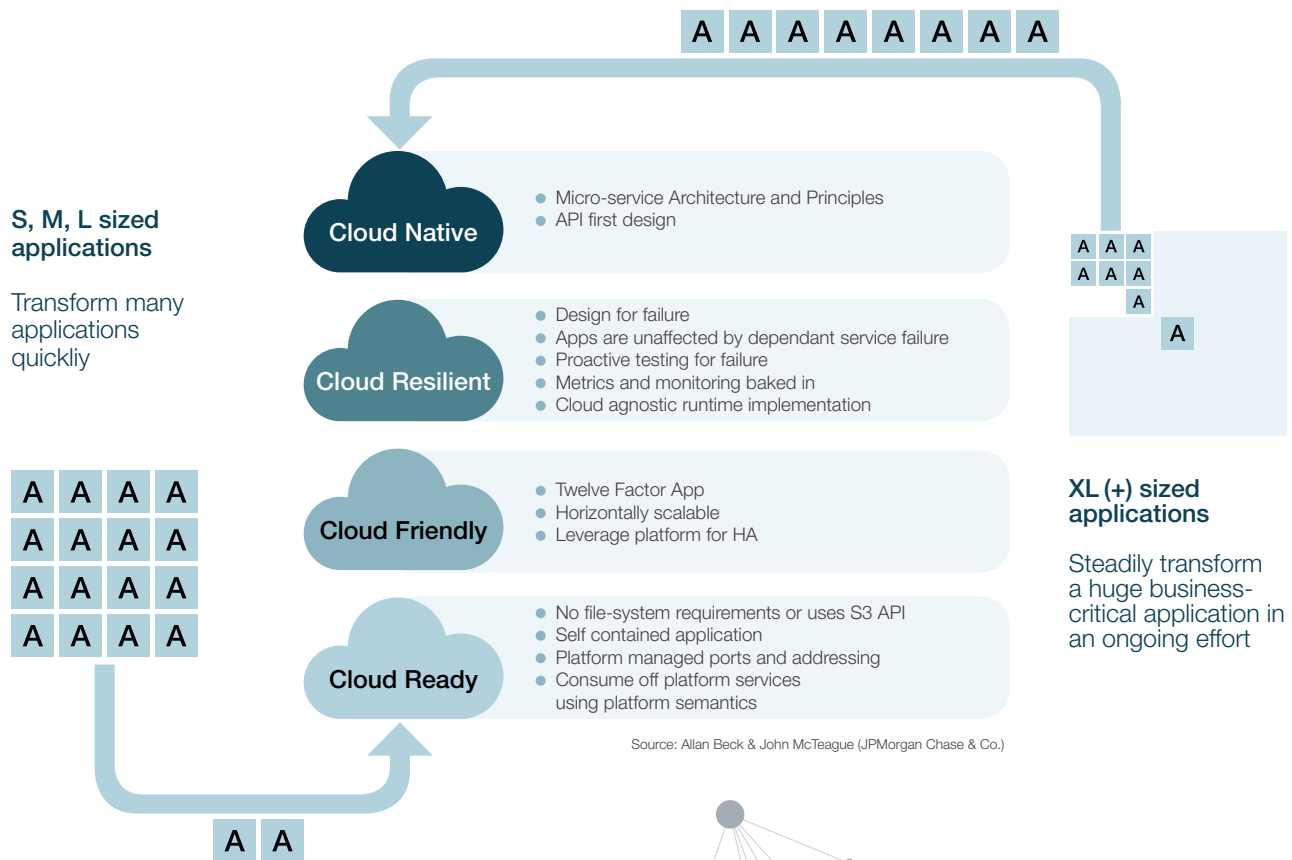 A A A A A A A A
S, M, L sized
applications
Transform many
applications
quickliy
A A A A
A A A A
A A A A
A A A A
A A
Cloud Native
Micro-service Architecture and Principles
API first design
Cloud Resilient
Design for failure
Apps are unaffected by dependant service failure
Proactive testing for failure
Metrics and monitoring baked in
Cloud agnostic runtime implementation
Cloud Friendly
Twelve Factor App
Horizontally scalable
Leverage platform for HA
Cloud Ready
No file-system requirements or uses S3 API
Self contained application
Platform managed ports and addressing
Consume off platform services
using platform semantics
Source: Allan Beck & John McTeague (JPMorgan Chase & Co.)
A A A
A A A
A
A
XL (+) sized
applications
Steadily transform
a huge business-
critical application in
an ongoing effort